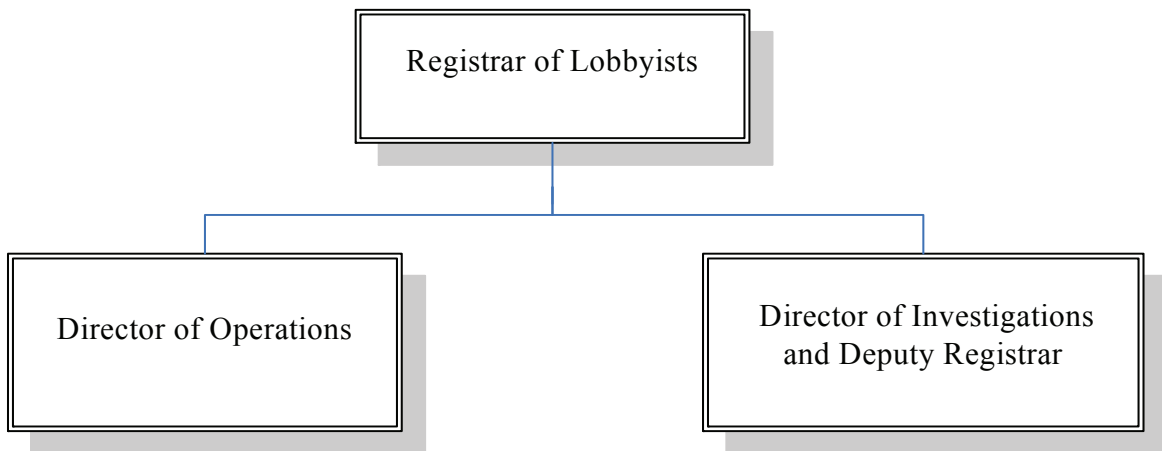 Registrar of Lobbyists
Director of Operations
Director of Investigations
and Deputy Registrar